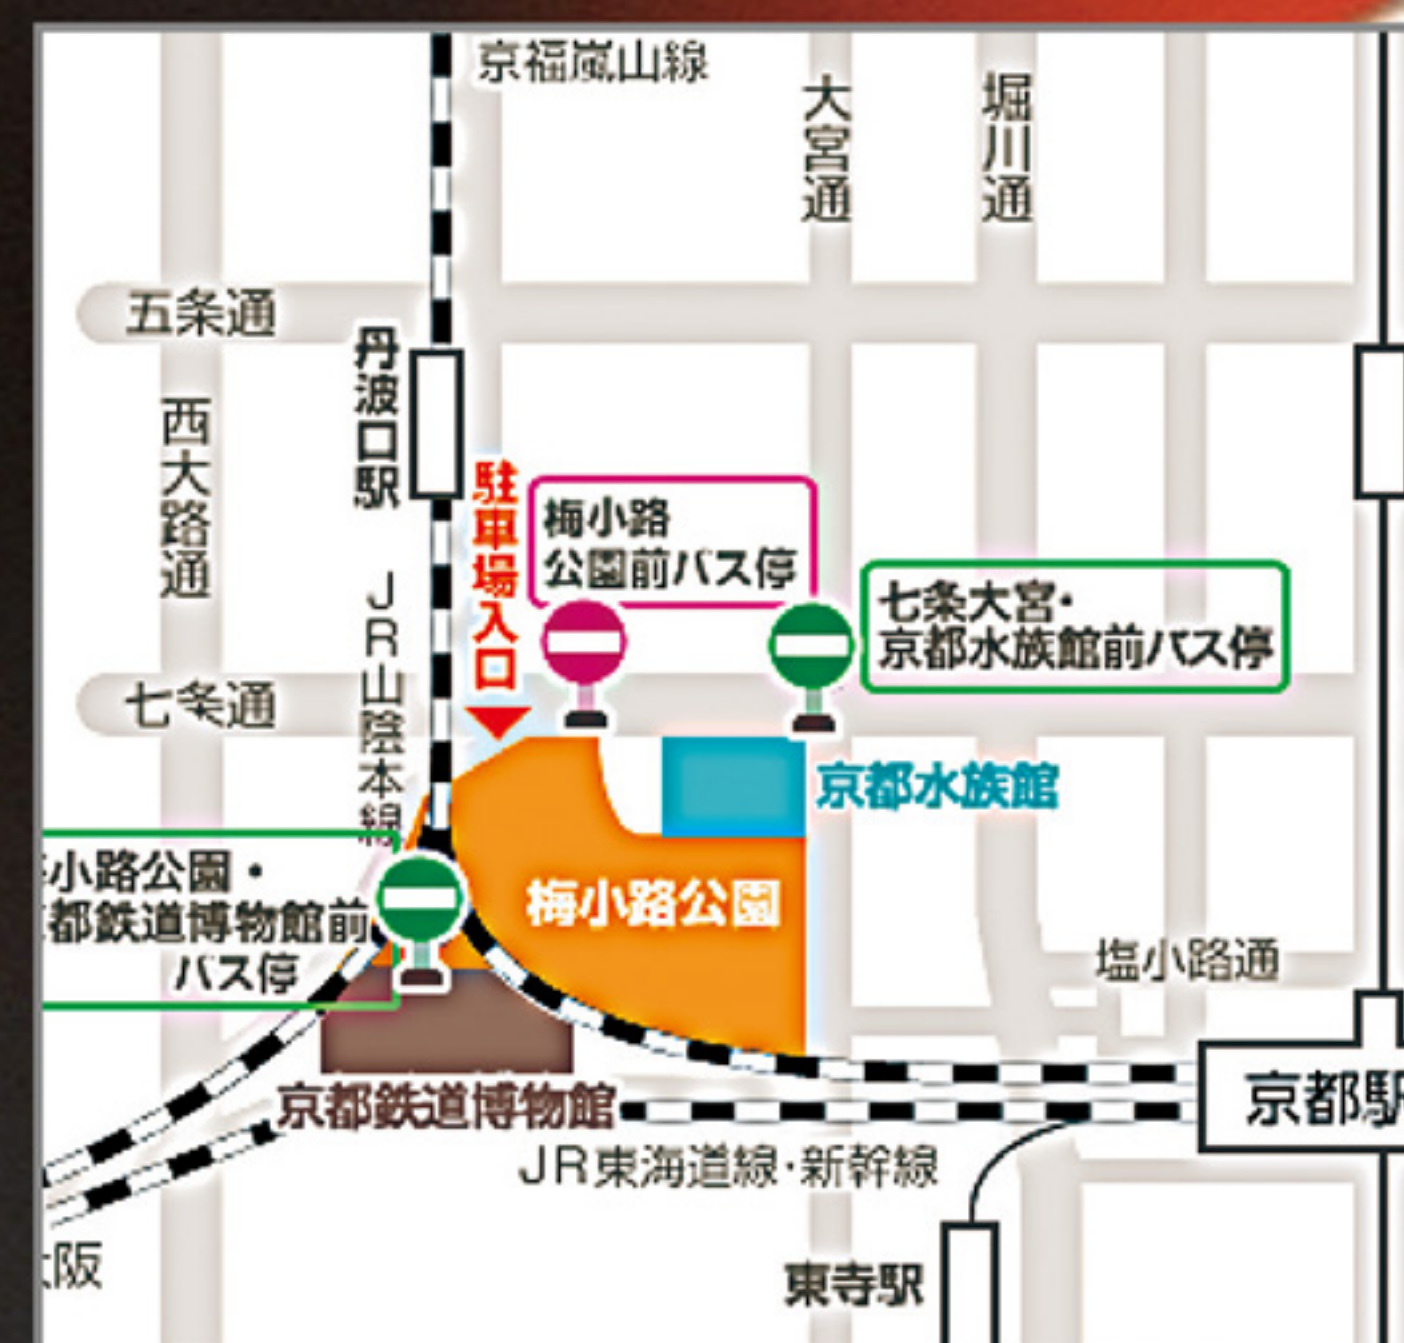 京福嵐山線
大宮通
堀川通
五条通
丹波口駅
西大路通
駐車場入口
梅小路
公園前バス停
七条大宮・
京都水族館前バス停
JR山陰本線
七条通
京都水族館
小路公園・
都鉄道博物館前
バス停
梅小路公園
塩小路通
京都鉄道博物館
京都駅
JR東海道線・新幹線
阪
東寺駅